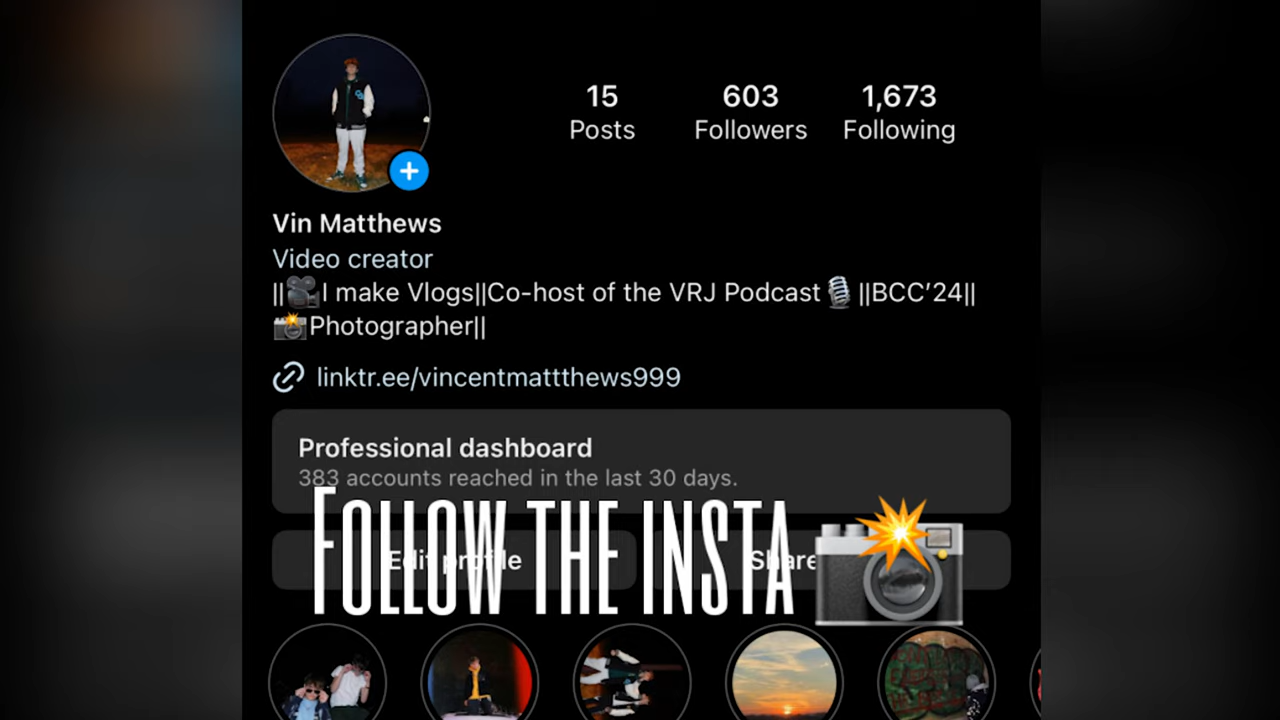 15 603 1,673
Posts Followers Following
Vin Matthews
Video creator
||🎥I make Vlogs||Co-host of the VRJ Podcast🎙️||BCC’24||
📸Photographer||
linktr.ee/vincentmattthews999
Professional dashboard
383 accounts reached in the last 30 days.
Follow the insta 📸
Edit profile Share